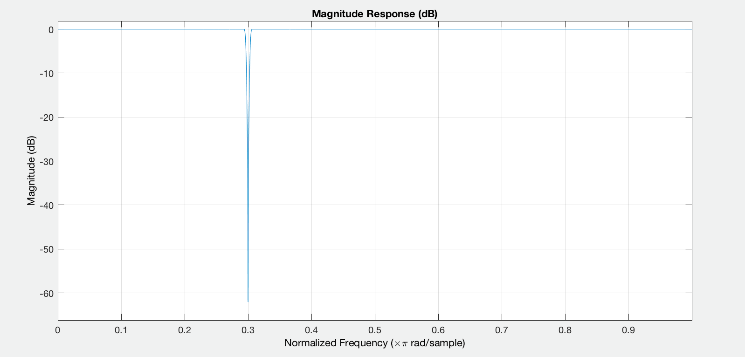 Magnitude Response (dB)
0
-10
-20
-30
-40
-50
-60
Magnitude (dB)
0 0.1 0.2 0.3 0.4 0.5 0.6 0.7 0.8 0.9
Normalized Frequency (×π rad/sample)